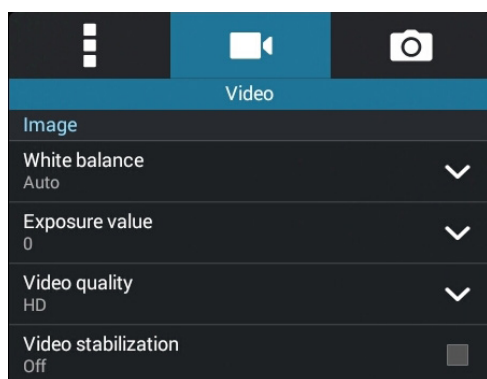 Video
Image
White balance
Auto
Exposure value
0
Video quality
HD
Video stabilization
Off